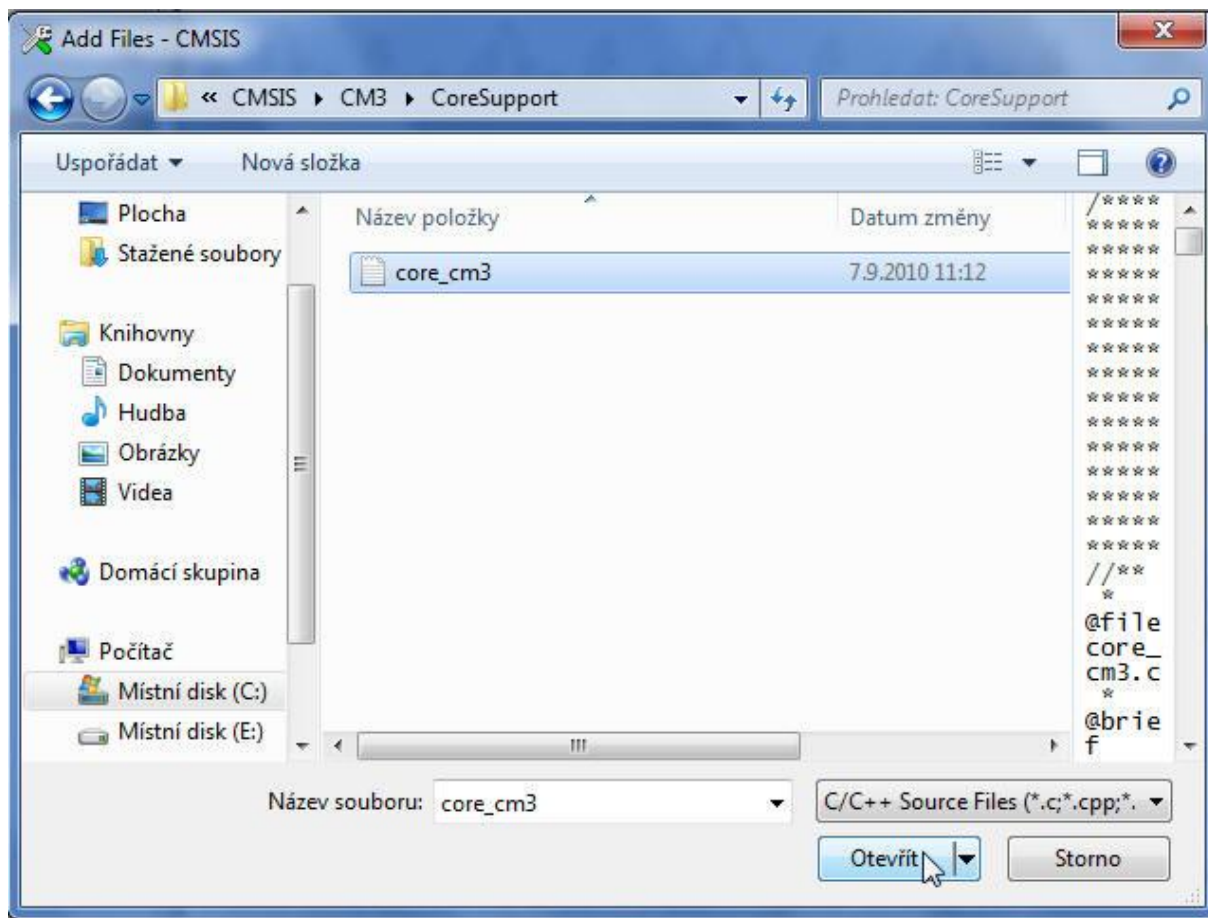 Add Files - CMSIS
« CMSIS ▸ CM3 ▸ CoreSupport
Prohledat: CoreSupport
Uspořádat
Nová složka
Plocha
Stažené soubory
Knihovny
Dokumenty
Hudba
Obrázky
Videa
Domácí skupina
Počítač
Místní disk (C:)
Místní disk (E:)
Název položky
Datum změny
core_cm3
7.9.2010 11:12
/****
*****
*****
*****
*****
*****
*****
*****
*****
*****
*****
*****
*****
*****
*****
//**
*
@file
core_
cm3.c
*
@brie
f
Název souboru:
core_cm3
C/C++ Source Files (*.c;*.cpp;*.
Otevřít
Storno